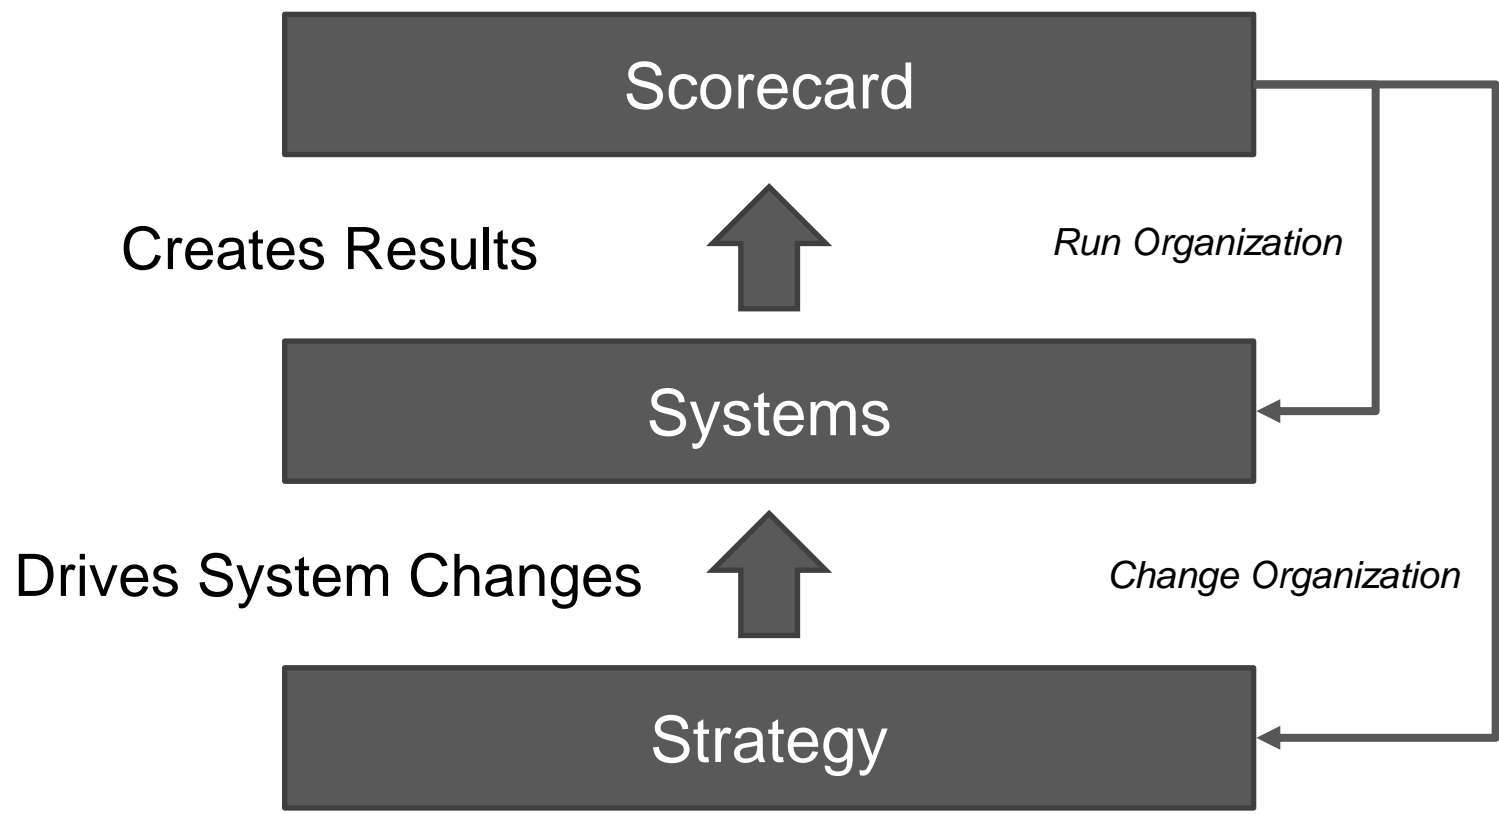 Scorecard
Creates Results
Run Organization
Systems
Drives System Changes
Change Organization
Strategy